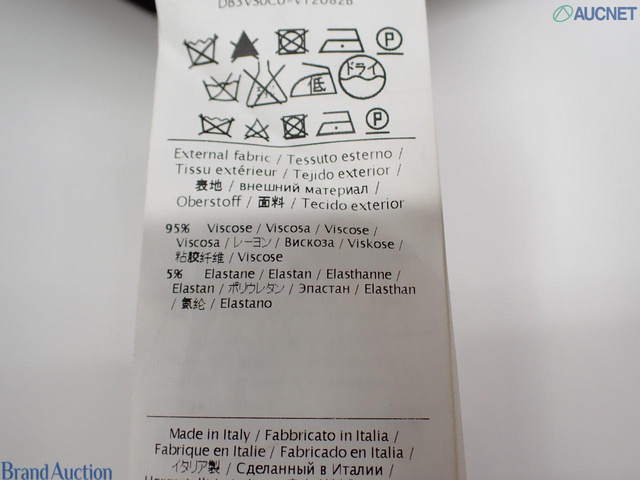 AUCNET
P
低
ドライ
P
External fabric / Tessuto esterno /
Tissu extérieur / Tejido exterior /
表地 / внешний материал /
Oberstoff / 面料 / Tecido exterior
95% Viscose / Viscosa / Viscose /
Viscosa / レーヨン / Вискоза / Viskose /
粘胶纤维 / Viscose
5% Elastane / Elastan / Elasthanne /
Elastan / ポリウレタン / Эпастан / Elasthan
/ 氨纶 / Elastano
Made in Italy / Fabbricato in Italia /
Fabrique en Italie / Fabricado en Italia /
イタリア製 / Сделанный в Италии /
Brand Auction